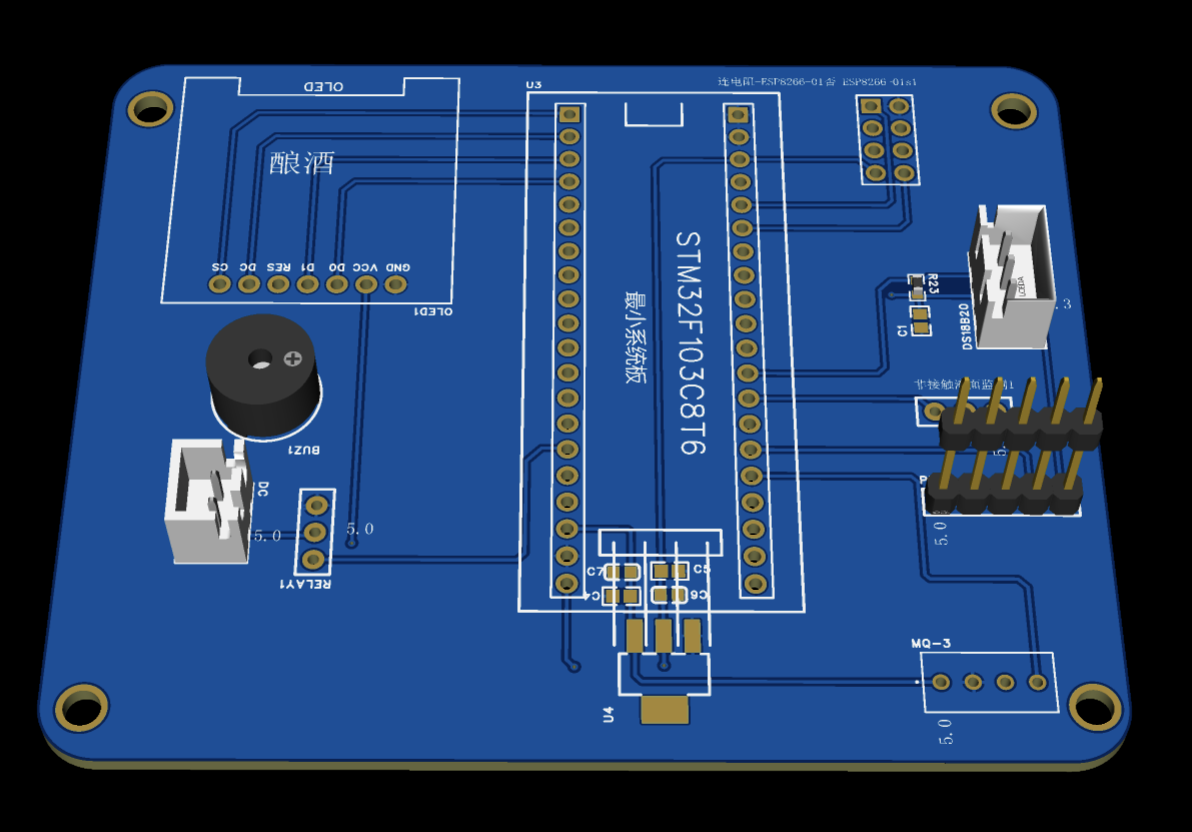 OLED
U3
连电阻-ESP8266-01否 ESP8266-01s1
酿酒
CS DC RES D1 D0 VCC GND
OLED1
STM32F103C8T6
最小系统板
R23
C1
DS18B20
.3
BUZ1
DC
5.0
5.0
RELAY1
5.
P
5.0
C7
C5
C4
C6
U4
MQ-3
5.0